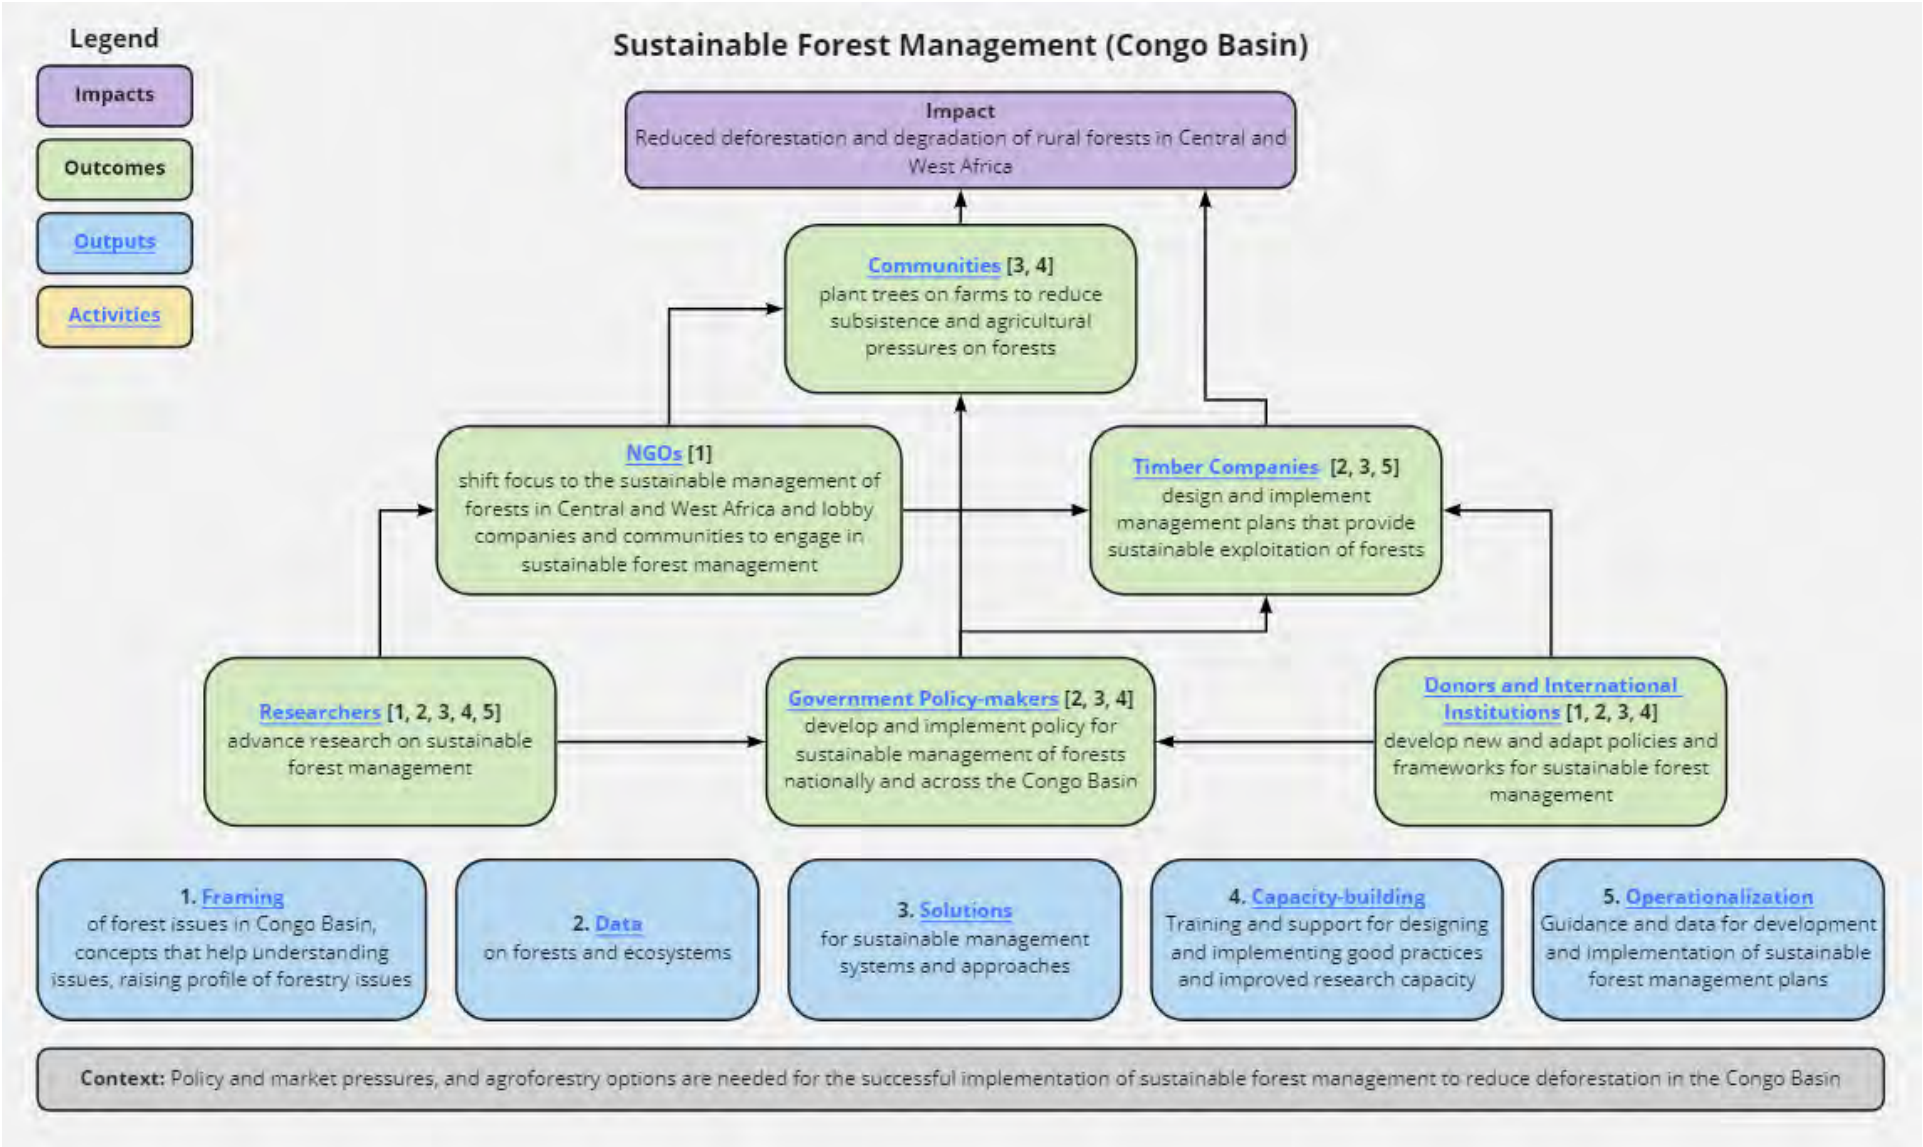 Legend
Impacts
Outcomes
Outputs
Activities
Sustainable Forest Management (Congo Basin)
Impact
Reduced deforestation and degradation of rural forests in Central and
West Africa
Communities [3, 4]
plant trees on farms to reduce
subsistence and agricultural
pressures on forests
NGOs [1]
shift focus to the sustainable management of
forests in Central and West Africa and lobby
companies and communities to engage in
sustainable forest management
Timber Companies [2, 3, 5]
design and implement
management plans that provide
sustainable exploitation of forests
Researchers [1, 2, 3, 4, 5]
advance research on sustainable
forest management
Government Policy-makers [2, 3, 4]
develop and implement policy for
sustainable management of forests
nationally and across the Congo Basin
Donors and International
Institutions [1, 2, 3, 4]
develop new and adapt policies and
frameworks for sustainable forest
management
1. Framing
of forest issues in Congo Basin,
concepts that help understanding
issues, raising profile of forestry issues
2. Data
on forests and ecosystems
3. Solutions
for sustainable management
systems and approaches
4. Capacity-building
Training and support for designing
and implementing good practices
and improved research capacity
5. Operationalization
Guidance and data for development
and implementation of sustainable
forest management plans
Context: Policy and market pressures, and agroforestry options are needed for the successful implementation of sustainable forest management to reduce deforestation in the Congo Basin